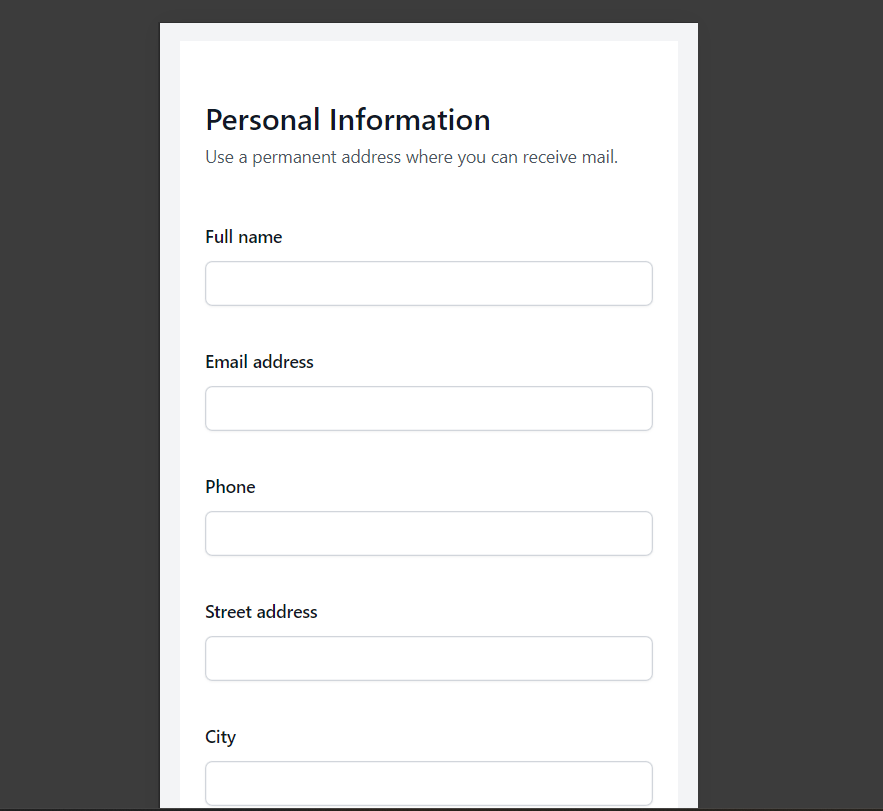 Personal Information
Use a permanent address where you can receive mail.
Full name
Email address
Phone
Street address
City